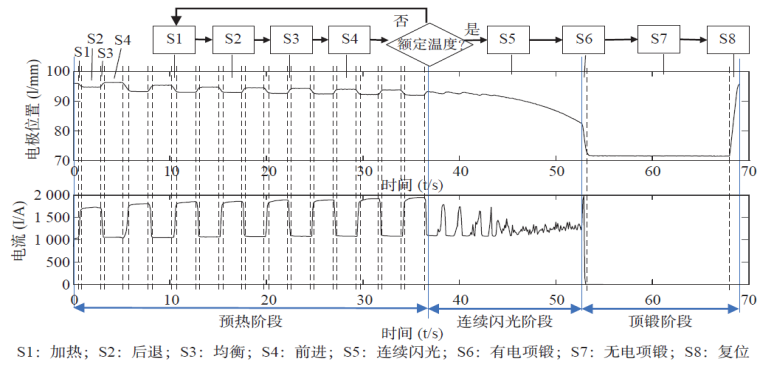 否
S1 S2 S3 S4 额定温度? 是 S5 S6 S7 S8
S1 S2 S3 S4
电极位置 (l/mm)
100
90
80
70
0 10 20 30 40 50 60 70
时间 (t/s)
电流 (I/A)
2 000
1 500
1 000
500
0
0 10 20 30 40 50 60 70
预热阶段 连续闪光阶段 顶锻阶段
时间 (t/s)
S1：加热；S2：后退；S3：均衡；S4：前进；S5：连续闪光；S6：有电项锻；S7：无电项锻；S8：复位